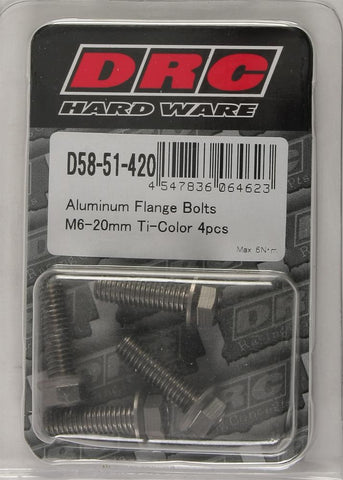 DRC
HARD WARE
D58-51-420
4 547836 064623
Aluminum Flange Bolts
M6-20mm Ti-Color 4pcs
Max 6N·m